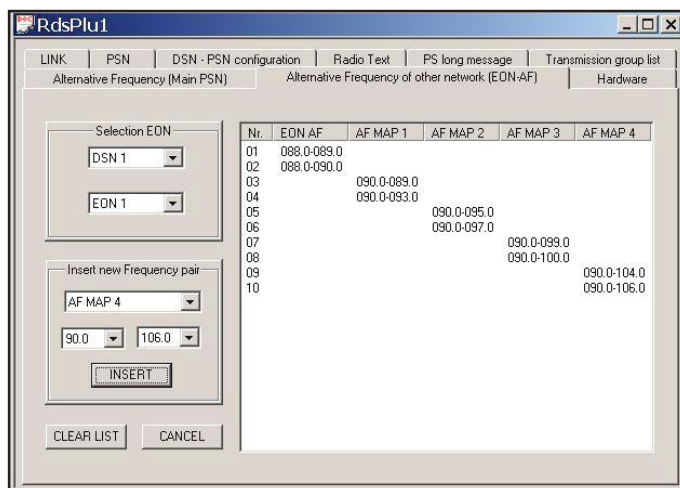 RdsPlu1
LINK PSN DSN - PSN configuration Radio Text PS long message Transmission group list
Alternative Frequency (Main PSN) Alternative Frequency of other network (EON-AF) Hardware
Selection EON
DSN 1
EON 1
Insert new Frequency pair
AF MAP 4
90.0 106.0
INSERT
CLEAR LIST CANCEL
Nr. EON AF AF MAP 1 AF MAP 2 AF MAP 3 AF MAP 4
01 088.0-089.0
02 088.0-090.0
03 090.0-089.0
04 090.0-093.0
05 090.0-095.0
06 090.0-097.0
07 090.0-099.0
08 090.0-100.0
09 090.0-104.0
10 090.0-106.0